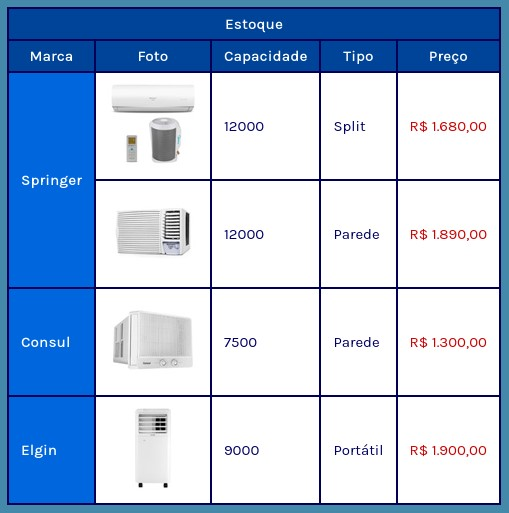 Estoque
Marca Foto Capacidade Tipo Preço
Springer
12000 Split R$ 1.680,00
12000 Parede R$ 1.890,00
Consul 7500 Parede R$ 1.300,00
Elgin 9000 Portátil R$ 1.900,00